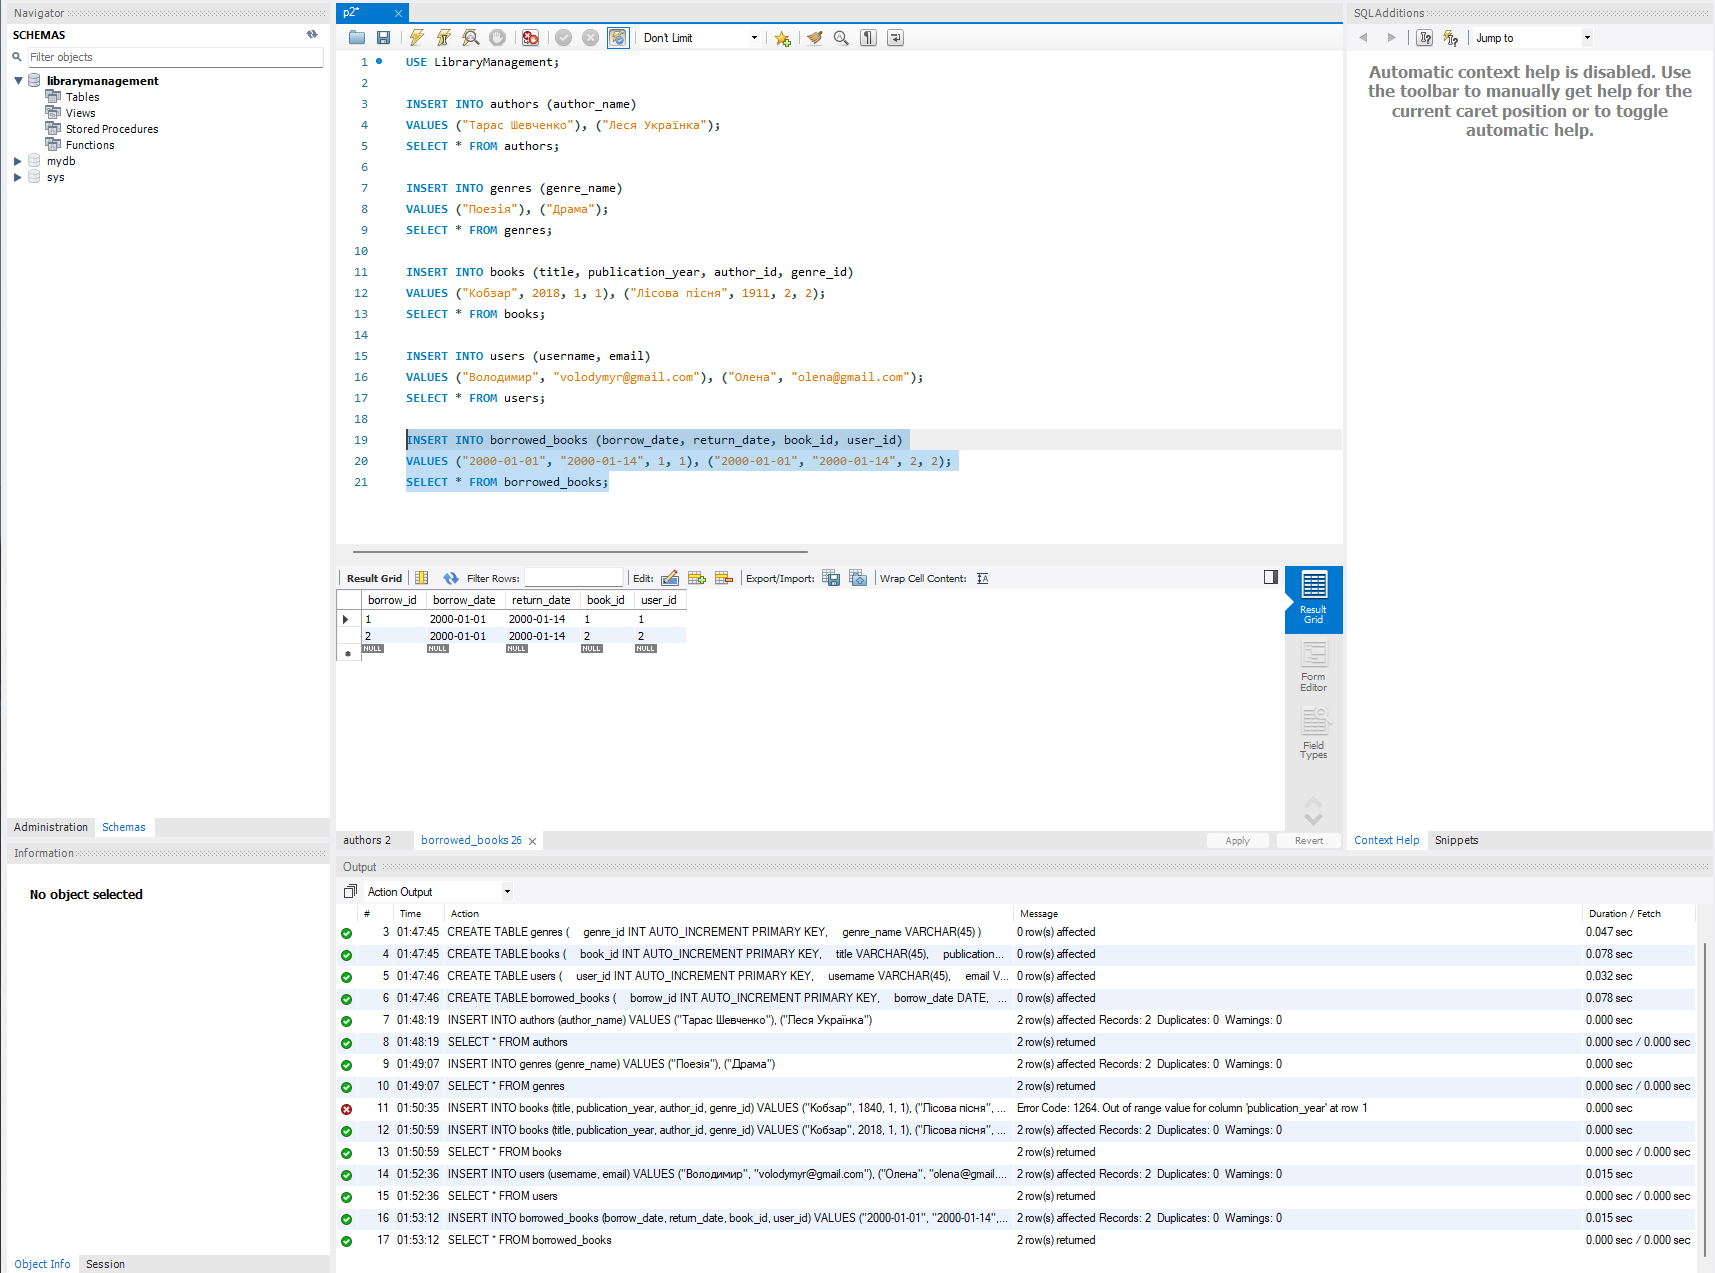 Navigator
SCHEMAS
Filter objects
librarymanagement
Tables
Views
Stored Procedures
Functions
mydb
sys
Administration Schemas
Information
No object selected
Object Info Session
p2*
Don't Limit
1 USE LibraryManagement;
2
3 INSERT INTO authors (author_name)
4 VALUES ("Тарас Шевченко"), ("Леся Українка");
5 SELECT * FROM authors;
6
7 INSERT INTO genres (genre_name)
8 VALUES ("Поезія"), ("Драма");
9 SELECT * FROM genres;
10
11 INSERT INTO books (title, publication_year, author_id, genre_id)
12 VALUES ("Кобзар", 2018, 1, 1), ("Лісова пісня", 1911, 2, 2);
13 SELECT * FROM books;
14
15 INSERT INTO users (username, email)
16 VALUES ("Володимир", "volodymyr@gmail.com"), ("Олена", "olena@gmail.com");
17 SELECT * FROM users;
18
19 INSERT INTO borrowed_books (borrow_date, return_date, book_id, user_id)
20 VALUES ("2000-01-01", "2000-01-14", 1, 1), ("2000-01-01", "2000-01-14", 2, 2);
21 SELECT * FROM borrowed_books;
Result Grid Filter Rows: Edit: Export/Import: Wrap Cell Content:
borrow_id borrow_date return_date book_id user_id
1 2000-01-01 2000-01-14 1 1
2 2000-01-01 2000-01-14 2 2
NULL NULL NULL NULL NULL
Result
Grid
Form
Editor
Field
Types
authors 2 borrowed_books 26 Apply Revert
SQLAdditions
Jump to
Automatic context help is disabled. Use
the toolbar to manually get help for the
current caret position or to toggle
automatic help.
Context Help Snippets
Output
Action Output
# Time Action Message Duration / Fetch
3 01:47:45 CREATE TABLE genres ( genre_id INT AUTO_INCREMENT PRIMARY KEY, genre_name VARCHAR(45) ) 0 row(s) affected 0.047 sec
4 01:47:45 CREATE TABLE books ( book_id INT AUTO_INCREMENT PRIMARY KEY, title VARCHAR(45), publication... 0 row(s) affected 0.078 sec
5 01:47:46 CREATE TABLE users ( user_id INT AUTO_INCREMENT PRIMARY KEY, username VARCHAR(45), email V... 0 row(s) affected 0.032 sec
6 01:47:46 CREATE TABLE borrowed_books ( borrow_id INT AUTO_INCREMENT PRIMARY KEY, borrow_date DATE, ... 0 row(s) affected 0.078 sec
7 01:48:19 INSERT INTO authors (author_name) VALUES ("Тарас Шевченко"), ("Леся Українка") 2 row(s) affected Records: 2 Duplicates: 0 Warnings: 0 0.000 sec
8 01:48:19 SELECT * FROM authors 2 row(s) returned 0.000 sec / 0.000 sec
9 01:49:07 INSERT INTO genres (genre_name) VALUES ("Поезія"), ("Драма") 2 row(s) affected Records: 2 Duplicates: 0 Warnings: 0 0.000 sec
10 01:49:07 SELECT * FROM genres 2 row(s) returned 0.000 sec / 0.000 sec
11 01:50:35 INSERT INTO books (title, publication_year, author_id, genre_id) VALUES ("Кобзар", 1840, 1, 1), ("Лісова пісня", ... Error Code: 1264. Out of range value for column 'publication_year' at row 1 0.000 sec
12 01:50:59 INSERT INTO books (title, publication_year, author_id, genre_id) VALUES ("Кобзар", 2018, 1, 1), ("Лісова пісня", ... 2 row(s) affected Records: 2 Duplicates: 0 Warnings: 0 0.000 sec
13 01:50:59 SELECT * FROM books 2 row(s) returned 0.000 sec / 0.000 sec
14 01:52:36 INSERT INTO users (username, email) VALUES ("Володимир", "volodymyr@gmail.com"), ("Олена", "olena@gmail.... 2 row(s) affected Records: 2 Duplicates: 0 Warnings: 0 0.015 sec
15 01:52:36 SELECT * FROM users 2 row(s) returned 0.000 sec / 0.000 sec
16 01:53:12 INSERT INTO borrowed_books (borrow_date, return_date, book_id, user_id) VALUES ("2000-01-01", "2000-01-14",... 2 row(s) affected Records: 2 Duplicates: 0 Warnings: 0 0.015 sec
17 01:53:12 SELECT * FROM borrowed_books 2 row(s) returned 0.000 sec / 0.000 sec